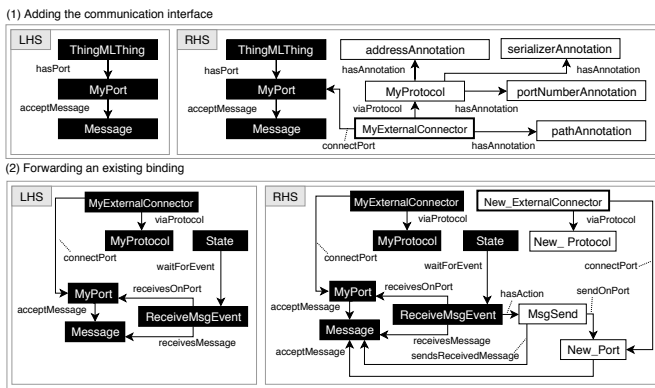 (1) Adding the communication interface
LHS
ThingMLThing
hasPort
MyPort
acceptMessage
Message
RHS
ThingMLThing
hasPort
MyPort
acceptMessage
Message
connectPort
addressAnnotation
serializerAnnotation
hasAnnotation
hasAnnotation
MyProtocol
portNumberAnnotation
viaProtocol
hasAnnotation
MyExternalConnector
pathAnnotation
hasAnnotation
(2) Forwarding an existing binding
LHS
MyExternalConnector
viaProtocol
MyProtocol
State
connectPort
waitForEvent
MyPort
receivesOnPort
acceptMessage
ReceiveMsgEvent
Message
receivesMessage
RHS
MyExternalConnector
New_ExternalConnector
viaProtocol
viaProtocol
MyProtocol
State
New_ Protocol
connectPort
waitForEvent
connectPort
MyPort
receivesOnPort
hasAction
sendOnPort
acceptMessage
ReceiveMsgEvent
MsgSend
Message
receivesMessage
acceptMessage
sendsReceivedMessage
New_Port